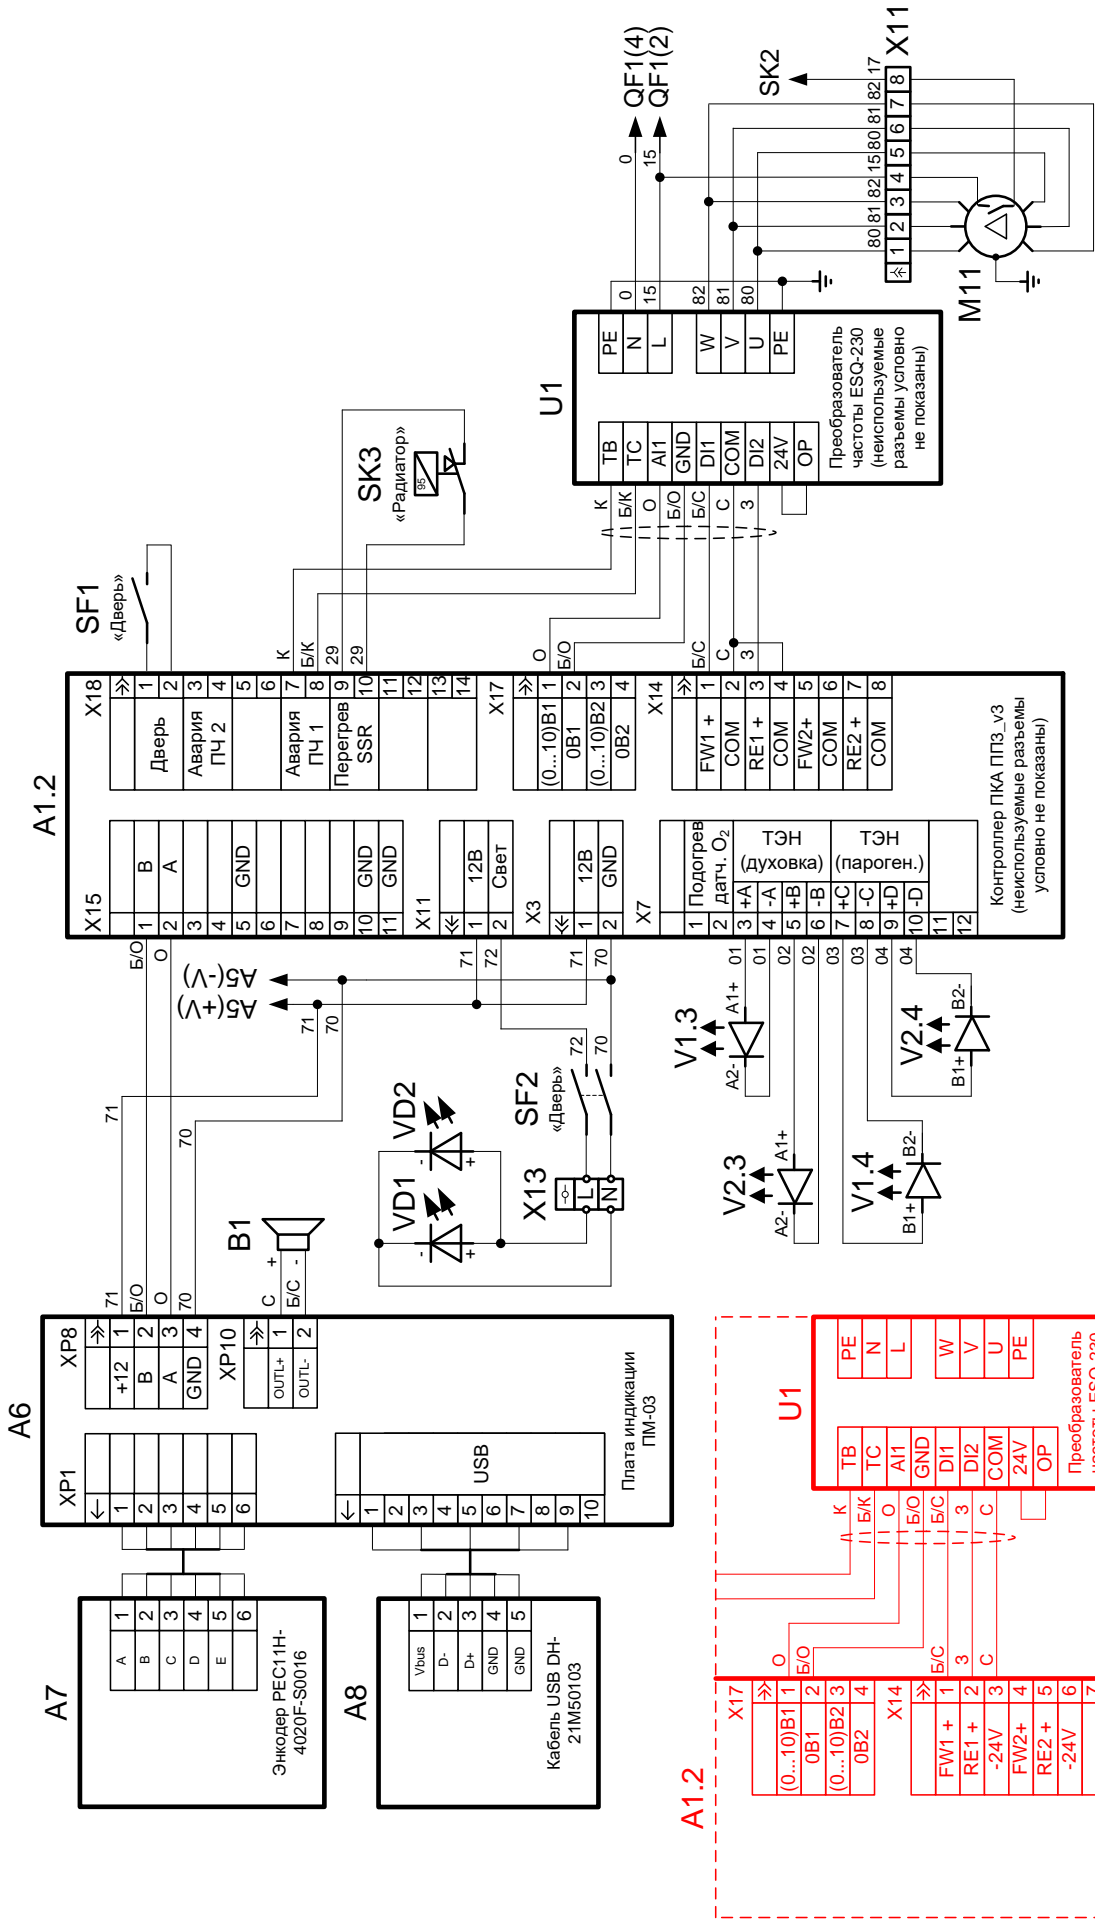 A7
A
1
B
2
C
3
D
4
E
5
6
Энкодер PEC11H-
4020F-S0016
A8
Vbus
1
D-
2
D+
3
GND
4
GND
5
Кабель USB DH-
21M50103
A6
XP1
1
2
3
4
5
6
XP8
+12
1
B
2
A
3
GND
4
XP10
OUTL+
1
OUTL-
2
1
2
3
4
5
6
7
8
9
10
USB
Плата индикации
ПМ-03
71
Б/О
О
70
С
+
Б/С
-
B1
71
70
71
70
A5(+V)
A5(-V)
Б/О
О
VD1
-
+
VD2
-
+
X13
L
N
SF2
«Дверь»
72
70
71
72
71
70
V1.3
A2-
A1+
V2.3
A2-
A1+
V1.4
B1+
B2-
V2.4
B1+
B2-
01
01
02
02
03
03
04
04
A1.2
X15
1
B
2
A
3
4
5
GND
6
7
8
9
10
GND
11
GND
X11
1
12В
2
Свет
X3
1
12В
2
GND
X7
1
2
Подогрев
датч. O2
3
+A
4
-A
5
+B
6
-B
ТЭН
(духовка)
7
+C
8
-C
9
+D
10
-D
ТЭН
(пароген.)
11
12
X18
Дверь
1
2
Авария
ПЧ 2
3
4
5
6
Авария
ПЧ 1
7
8
Перегрев
SSR
9
10
11
12
13
14
X17
(0...10)В1
1
0В1
2
(0...10)В2
3
0В2
4
X14
FW1 +
1
COM
2
RE1 +
3
COM
4
FW2+
5
COM
6
RE2 +
7
COM
8
Контроллер ПКА ПП3_v3
(неиспользуемые разъемы
условно не показаны)
SF1
«Дверь»
К
Б/К
29
29
О
Б/О
Б/С
С
З
SK3
«Радиатор»
95
К
Б/К
О
Б/О
Б/С
С
З
U1
TB
TC
AI1
GND
DI1
COM
DI2
24V
OP
PE
N
L
W
V
U
PE
Преобразователь
частоты ESQ-230
(неиспользуемые
разъемы условно
не показаны)
0
15
82
81
80
0
15
QF1(4)
QF1(2)
SK2
X11
80
81
82
15
80
81
82
17
1
2
3
4
5
6
7
8
M11
A1.2
X17
(0...10)В1
1
0В1
2
(0...10)В2
3
0В2
4
X14
FW1 +
1
RE1 +
2
-24V
3
FW2+
4
RE2 +
5
-24V
6
7
О
Б/О
Б/С
З
С
К
Б/К
О
Б/О
Б/С
З
С
U1
TB
TC
AI1
GND
DI1
DI2
COM
24V
OP
PE
N
L
W
V
U
PE
Преобразователь